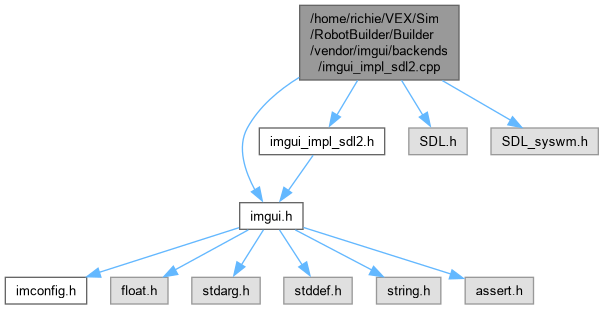 /home/richie/VEX/Sim
/RobotBuilder/Builder
/vendor/imgui/backends
/imgui_impl_sdl2.cpp
imgui_impl_sdl2.h
SDL.h
SDL_syswm.h
imgui.h
imconfig.h
float.h
stdarg.h
stddef.h
string.h
assert.h